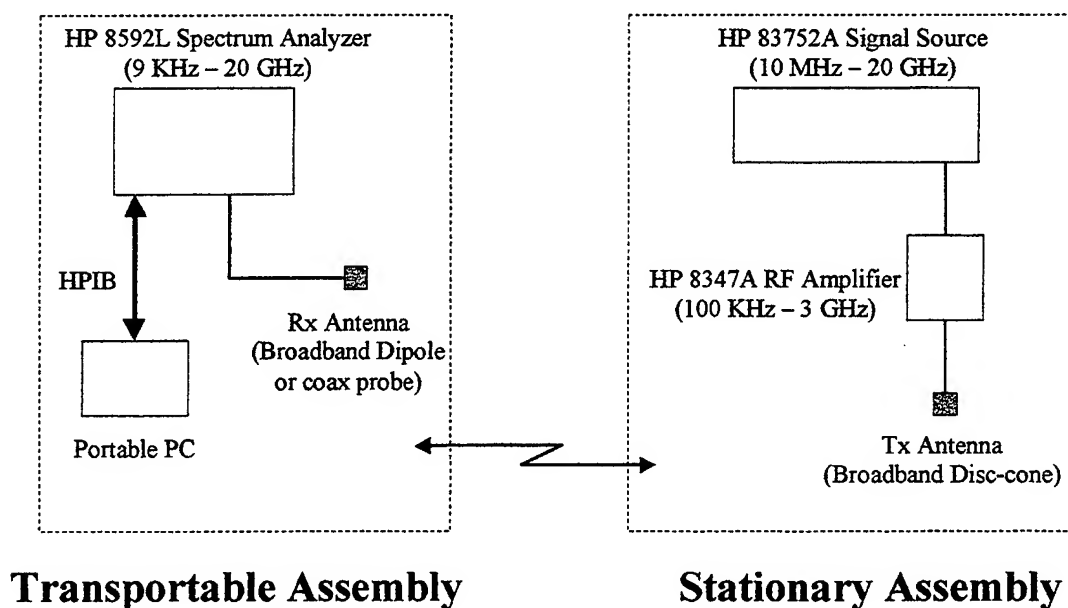 HP 8592L Spectrum Analyzer
(9 KHz – 20 GHz)
HPIB
Rx Antenna
(Broadband Dipole
or coax probe)
Portable PC
HP 83752A Signal Source
(10 MHz – 20 GHz)
HP 8347A RF Amplifier
(100 KHz – 3 GHz)
Tx Antenna
(Broadband Disc-cone)
Transportable Assembly
Stationary Assembly